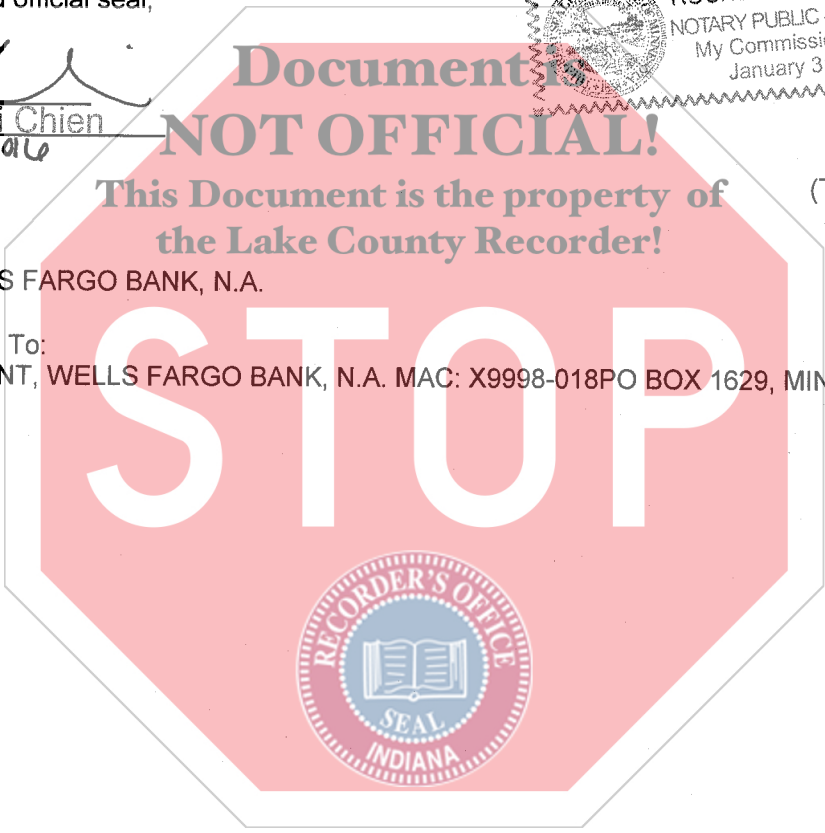 official seal,
NOTARY PUBLIC
My Commissi
January 3
i Chien
Document is
NOT OFFICIAL!
This Document is the property of
the Lake County Recorder!
S FARGO BANK, N.A.
To:
NT, WELLS FARGO BANK, N.A. MAC: X9998-018PO BOX 1629, MIN
STOP
RECORDER'S OFFICE
SEAL
INDIANA